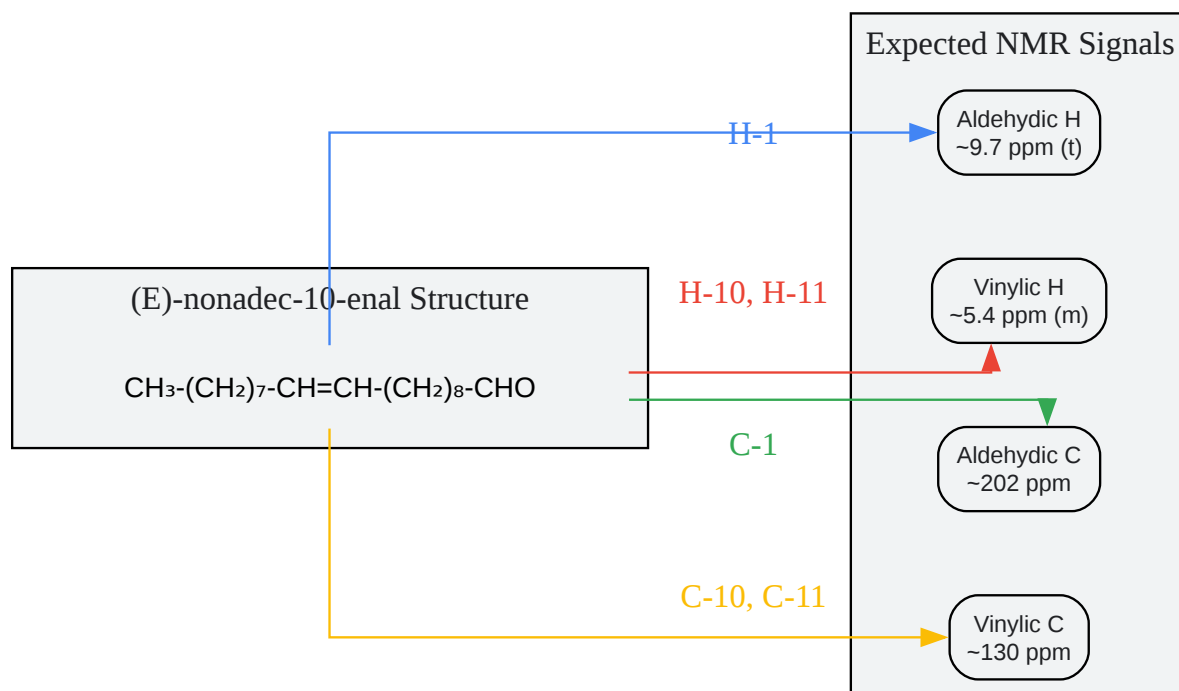 Expected NMR Signals
Aldehydic H
~9.7 ppm (t)
H-1
(E)-nonadec-10-enal Structure
CH₃-(CH₂)₇-CH=CH-(CH₂)₈-CHO
H-10, H-11
Vinylic H
~5.4 ppm (m)
C-1
Aldehydic C
~202 ppm
C-10, C-11
Vinylic C
~130 ppm